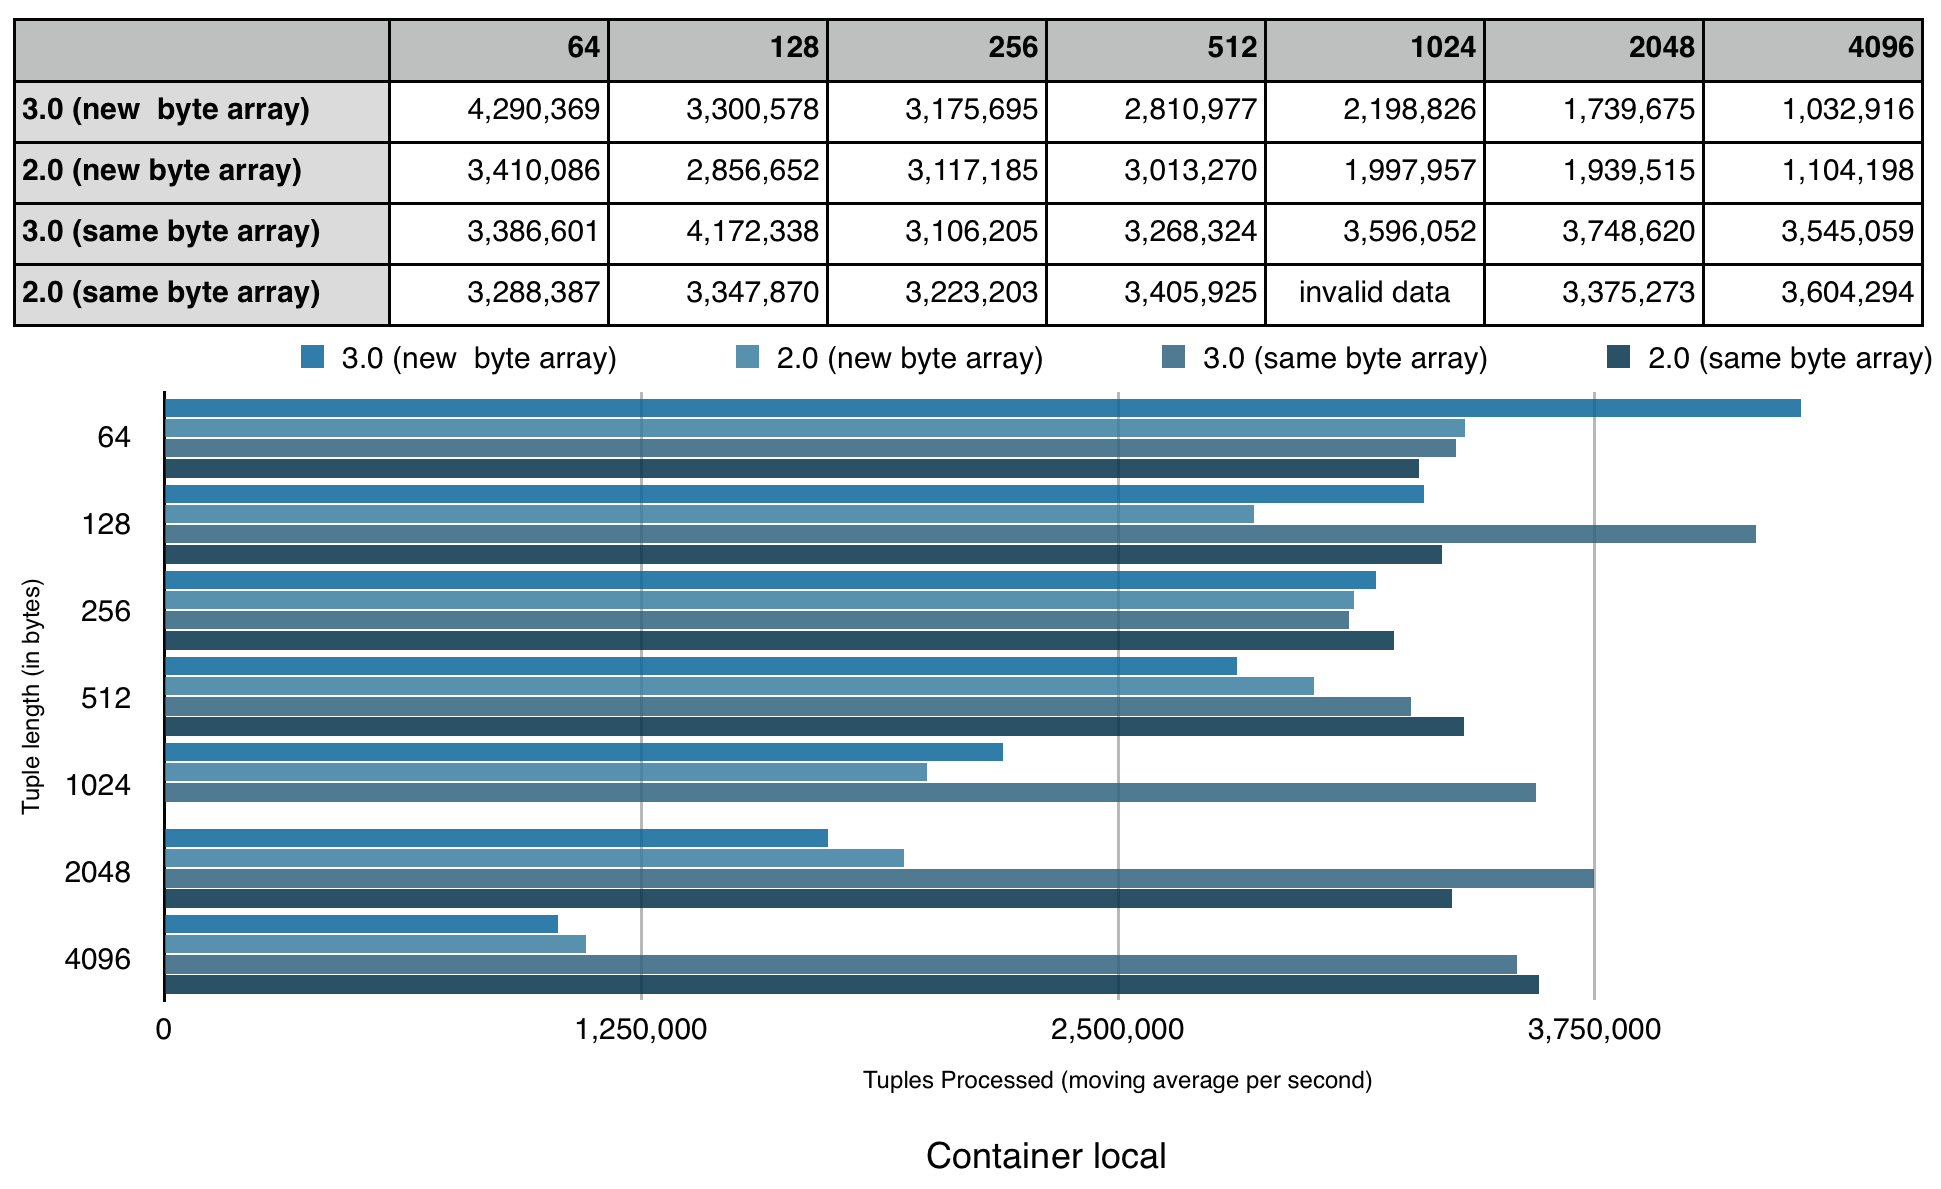 64 128 256 512 1024 2048 4096
3.0 (new  byte array) 4,290,369 3,300,578 3,175,695 2,810,977 2,198,826 1,739,675 1,032,916
2.0 (new byte array) 3,410,086 2,856,652 3,117,185 3,013,270 1,997,957 1,939,515 1,104,198
3.0 (same byte array) 3,386,601 4,172,338 3,106,205 3,268,324 3,596,052 3,748,620 3,545,059
2.0 (same byte array) 3,288,387 3,347,870 3,223,203 3,405,925 invalid data 3,375,273 3,604,294
3.0 (new  byte array) 2.0 (new byte array) 3.0 (same byte array) 2.0 (same byte array)
Tuple length (in bytes)
64
128
256
512
1024
2048
4096
0 1,250,000 2,500,000 3,750,000
Tuples Processed (moving average per second)
Container local